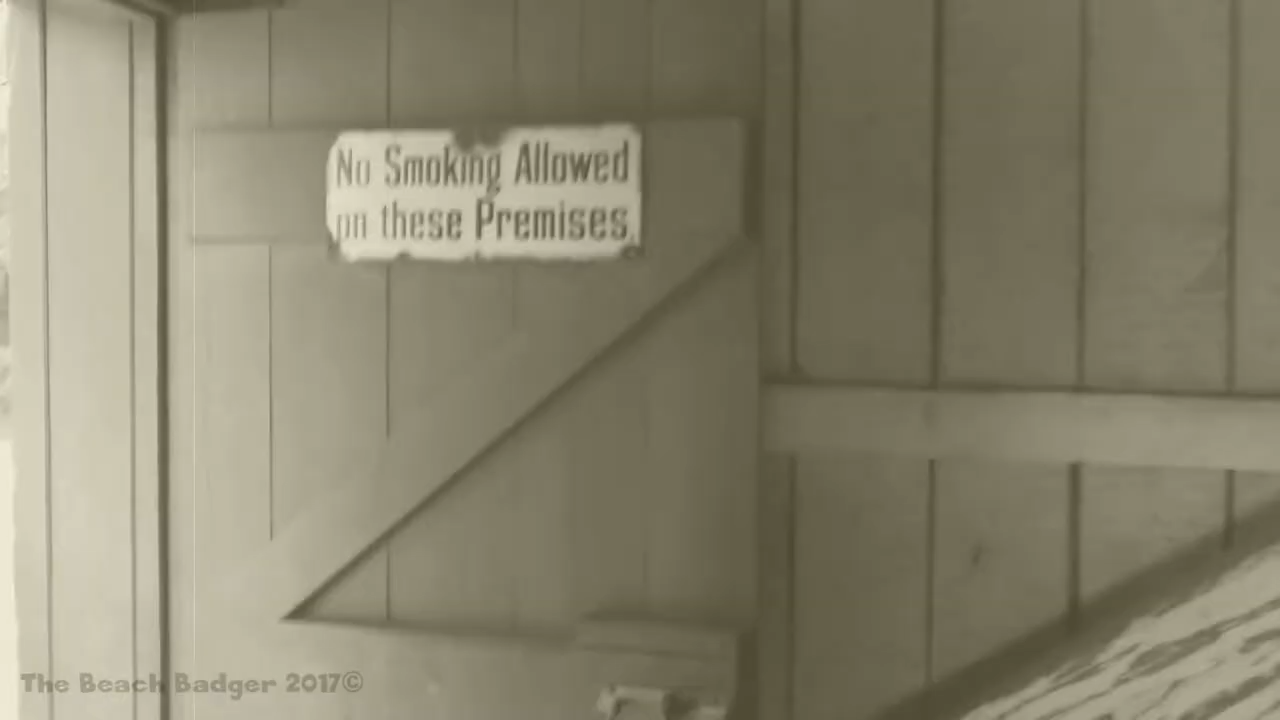 No Smoking Allowed
on these Premises.
The Beach Badger 2017©